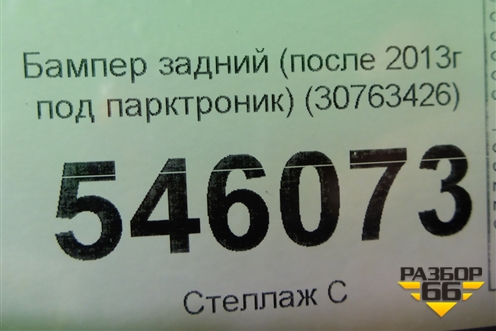 Бампер задний (после 2013г
под парктроник) (30763426)
546073
Стеллаж С
РАЗБОР
66